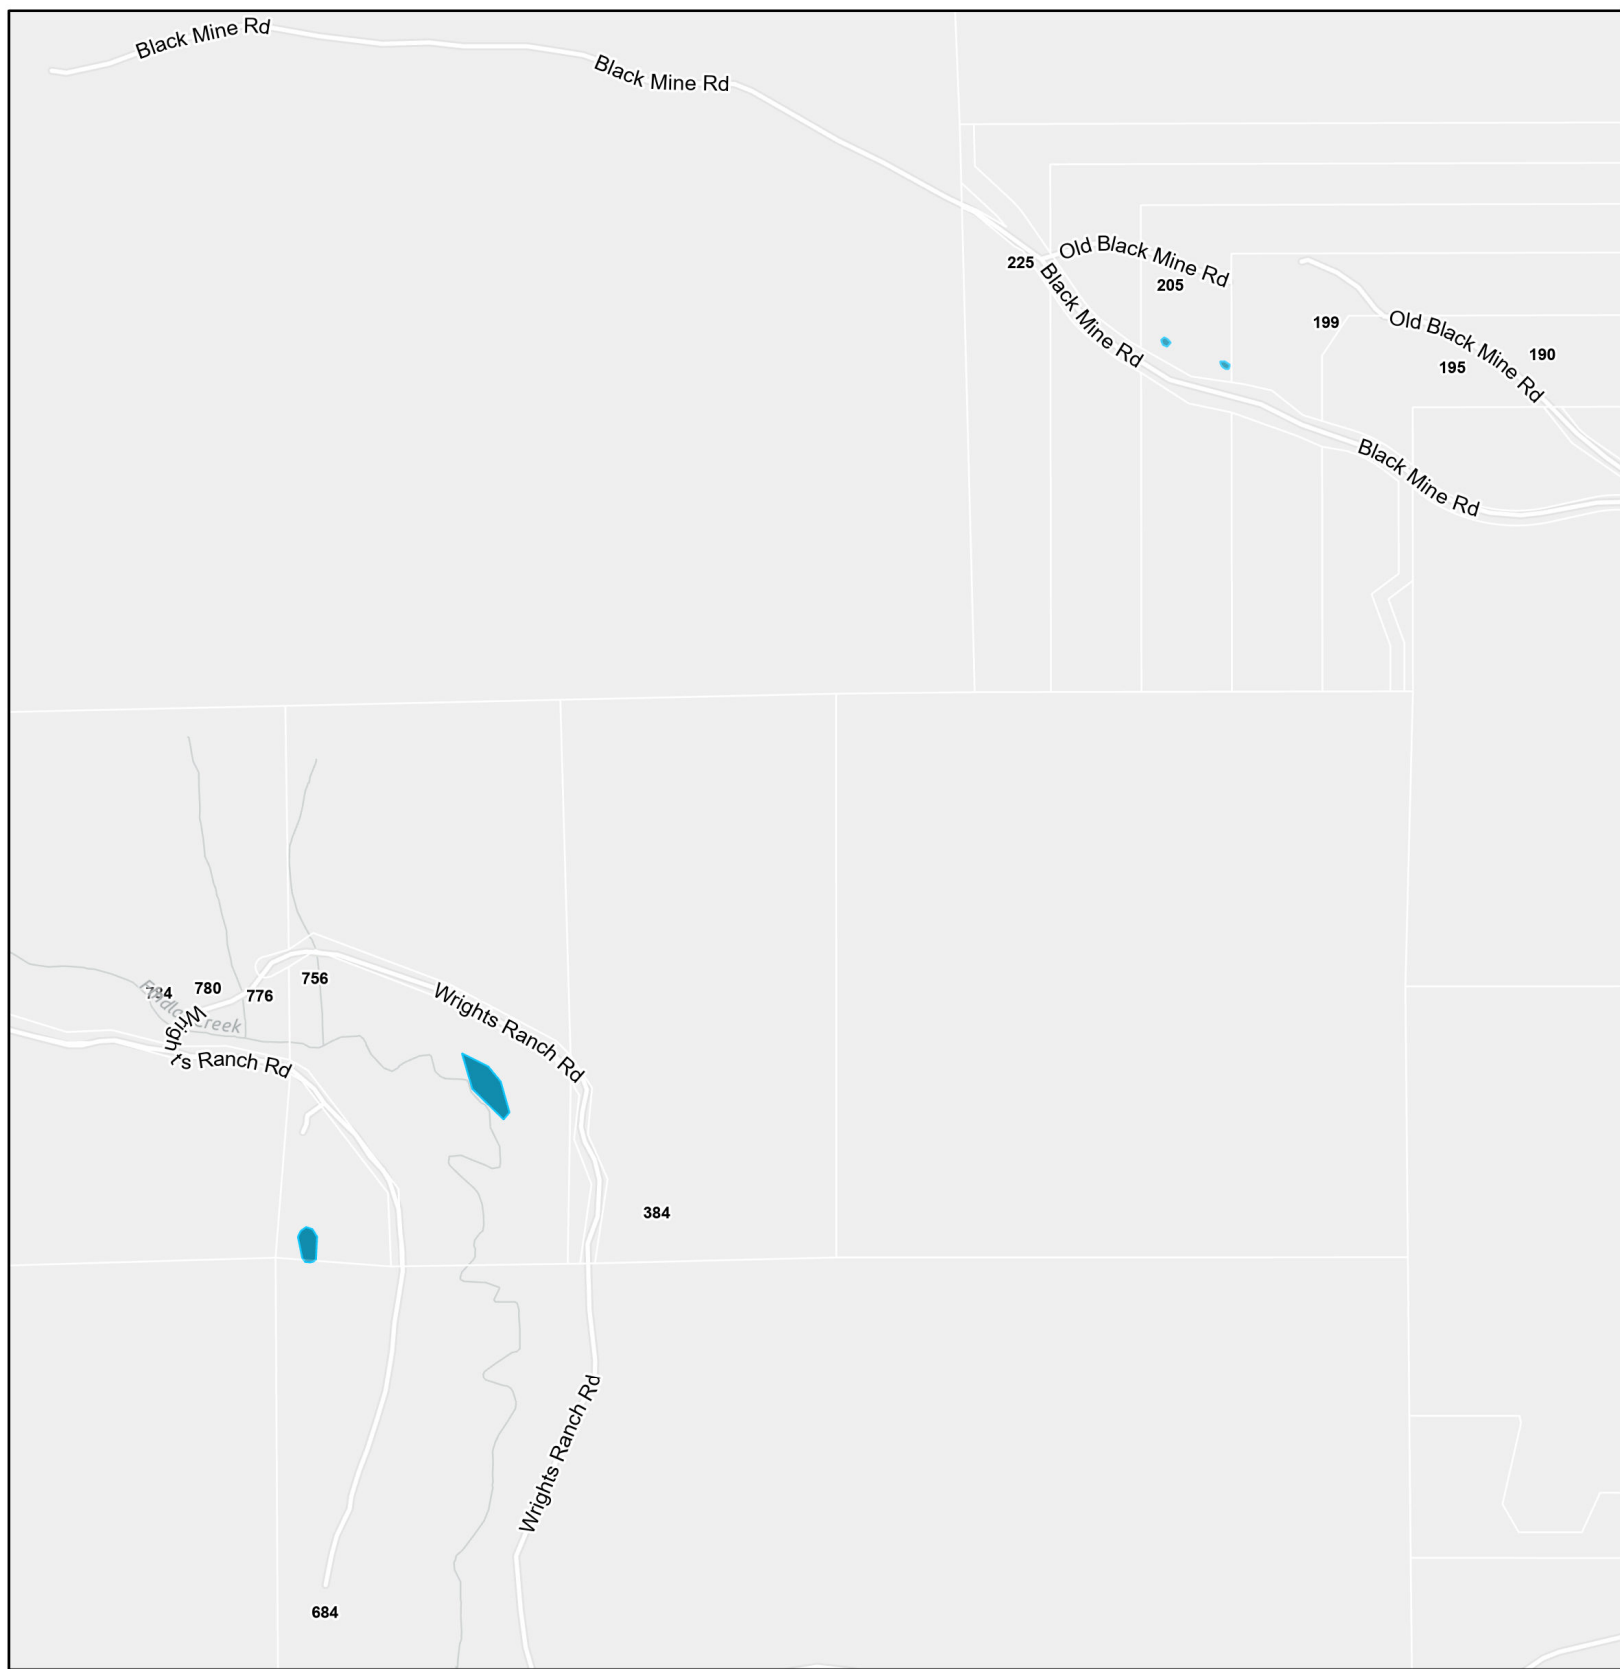 Black Mine Rd
Black Mine Rd
Old Black Mine Rd
225
205
Black Mine Rd
199
Old Black Mine Rd
190
195
Black Mine Rd
756
780
784
776
Creek
Wrights Ranch Rd
Wrights Ranch Rd
384
Wrights Ranch Rd
684